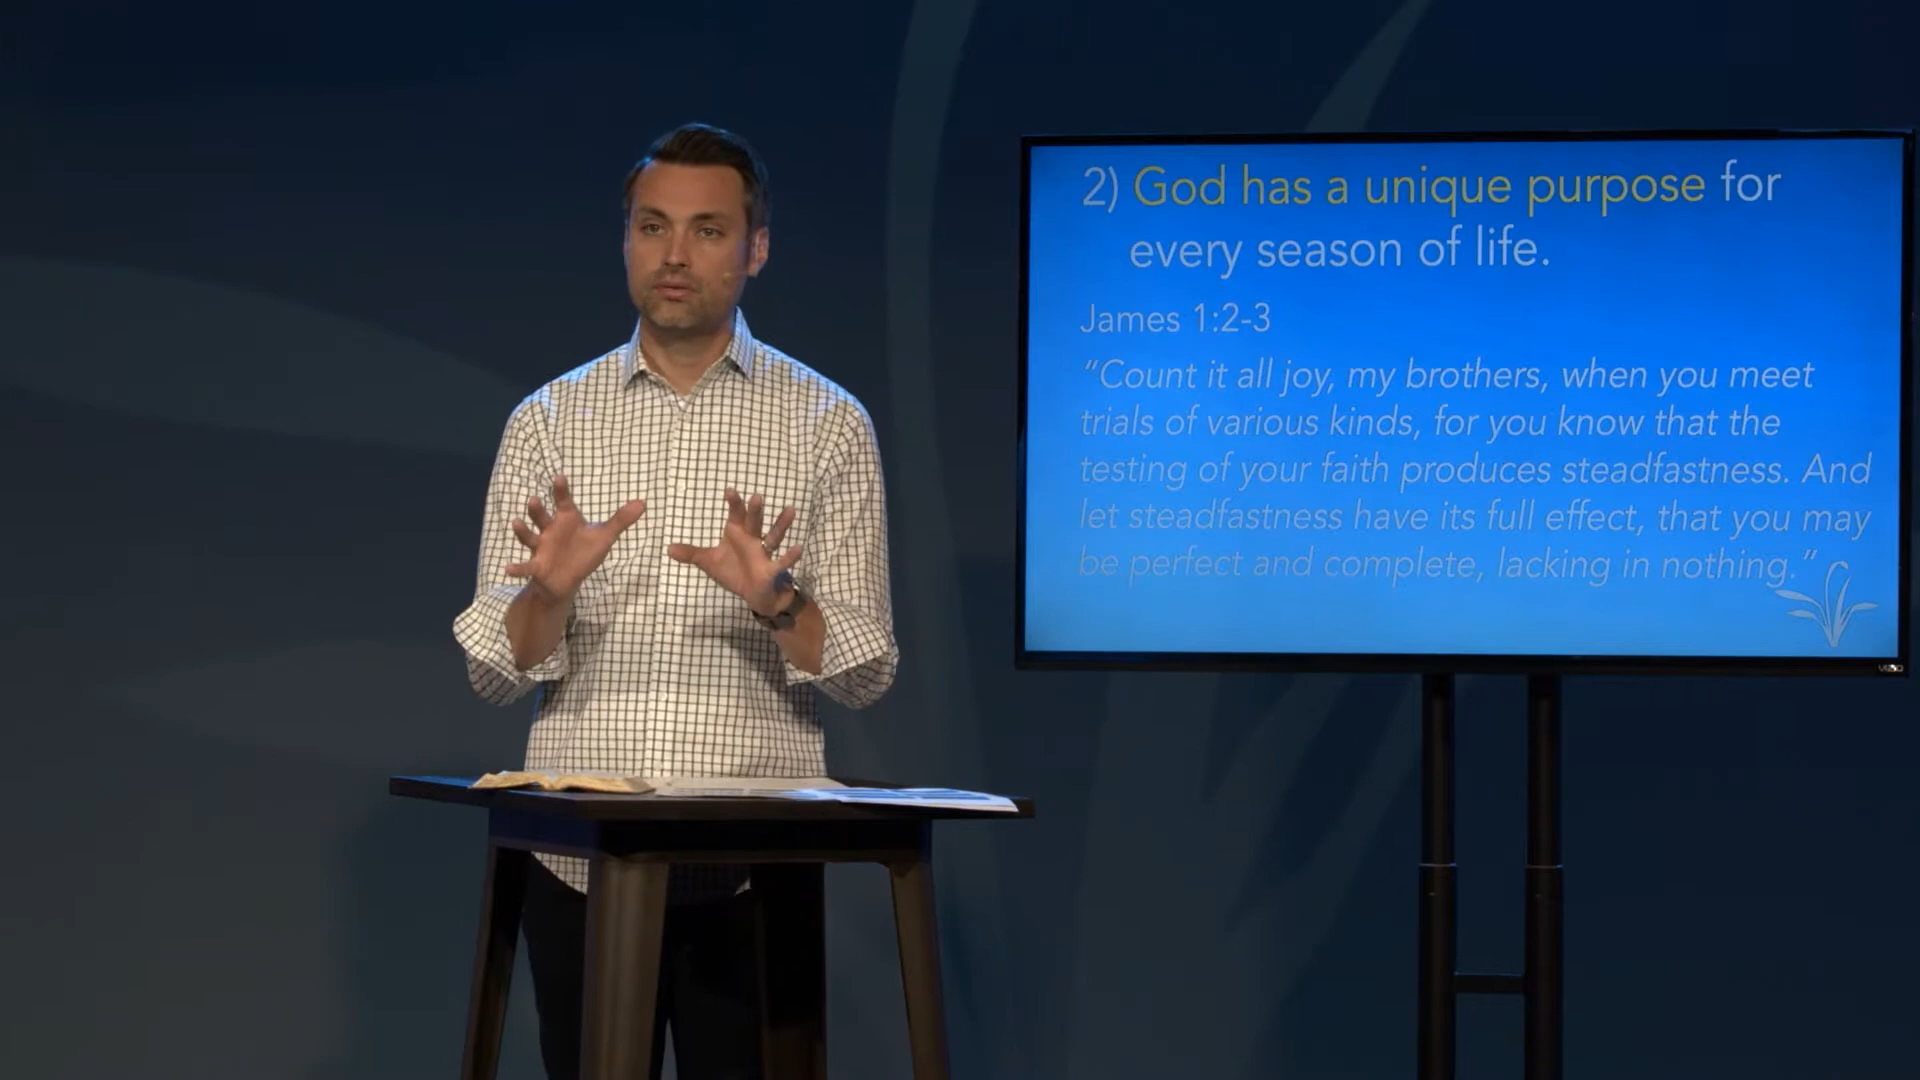 2) God has a unique purpose for
every season of life.
James 1:2-3
“Count it all joy, my brothers, when you meet
trials of various kinds, for you know that the
testing of your faith produces steadfastness. And
let steadfastness have its full effect, that you may
be perfect and complete, lacking in nothing.”
VIZIO